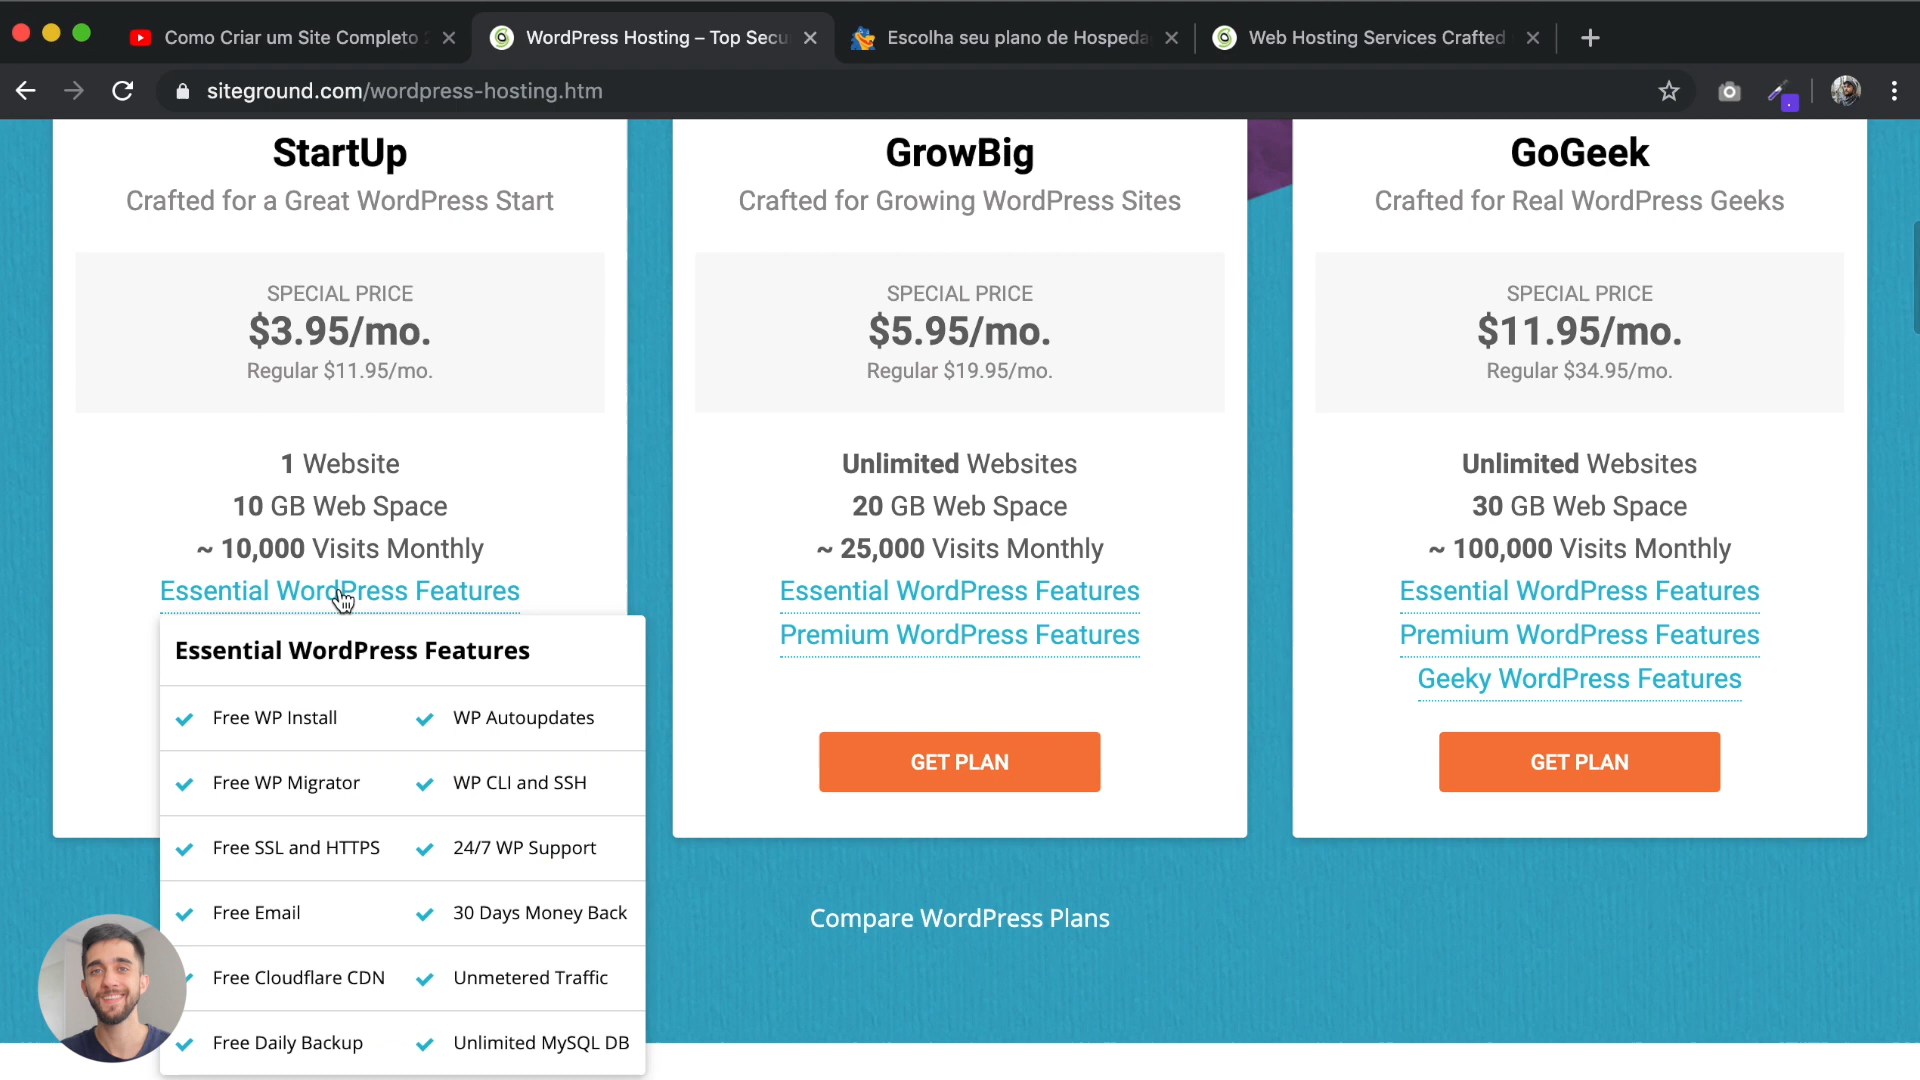 Como Criar um Site Completo
WordPress Hosting – Top Secu
Escolha seu plano de Hospeda
Web Hosting Services Crafted
siteground.com/wordpress-hosting.htm
StartUp
Crafted for a Great WordPress Start
SPECIAL PRICE
$3.95/mo.
Regular $11.95/mo.
1 Website
10 GB Web Space
~ 10,000 Visits Monthly
Essential WordPress Features
Essential WordPress Features
Free WP Install
WP Autoupdates
Free WP Migrator
WP CLI and SSH
Free SSL and HTTPS
24/7 WP Support
Free Email
30 Days Money Back
Free Cloudflare CDN
Unmetered Traffic
Free Daily Backup
Unlimited MySQL DB
GrowBig
Crafted for Growing WordPress Sites
SPECIAL PRICE
$5.95/mo.
Regular $19.95/mo.
Unlimited Websites
20 GB Web Space
~ 25,000 Visits Monthly
Essential WordPress Features
Premium WordPress Features
GET PLAN
GoGeek
Crafted for Real WordPress Geeks
SPECIAL PRICE
$11.95/mo.
Regular $34.95/mo.
Unlimited Websites
30 GB Web Space
~ 100,000 Visits Monthly
Essential WordPress Features
Premium WordPress Features
Geeky WordPress Features
GET PLAN
Compare WordPress Plans